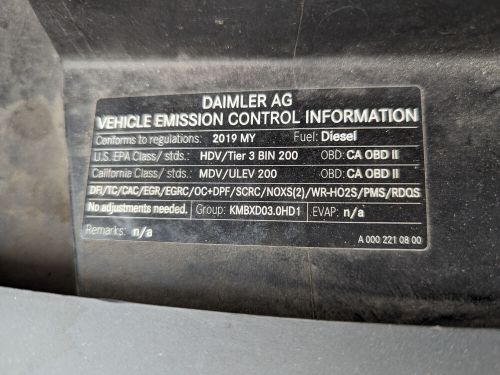 DAIMLER AG
VEHICLE EMISSION CONTROL INFORMATION
Conforms to regulations: 2019 MY Fuel: Diesel
U.S. EPA Class/ stds.: HDV/Tier 3 BIN 200 OBD: CA OBD II
California Class/ stds.: MDV/ULEV 200 OBD: CA OBD II
DFI/TC/CAC/EGR/EGRC/OC+DPF/SCRC/NOXS(2)/WR-HO2S/PMS/RDQS
No adjustments needed. Group: KMBXD03.0HD1 EVAP: n/a
Remarks: n/a
A 000 221 08 00